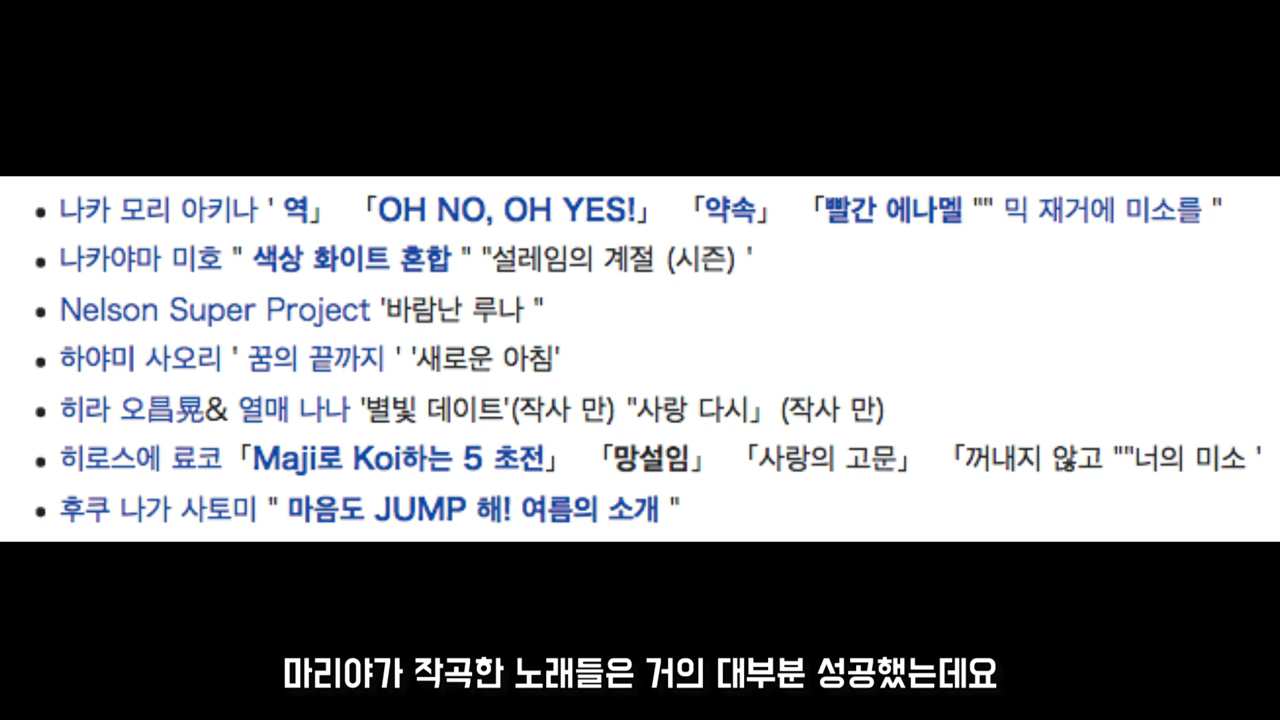 • 나카 모리 아키나 ' 역」 「OH NO, OH YES!」 「약속」 「빨간 에나멜 "" 믹 재거에 미소를 "
• 나카야마 미호 " 색상 화이트 혼합 " "설레임의 계절 (시즌) '
• Nelson Super Project '바람난 루나 "
• 하야미 사오리 ' 꿈의 끝까지 ' '새로운 아침'
• 히라 오昌晃& 열매 나나 '별빛 데이트'(작사 만) "사랑 다시」 (작사 만)
• 히로스에 료코 「Maji로 Koi하는 5 초전」 「망설임」 「사랑의 고문」 「꺼내지 않고 ""너의 미소 '
• 후쿠 나가 사토미 " 마음도 JUMP 해! 여름의 소개 "
마리야가 작곡한 노래들은 거의 대부분 성공했는데요